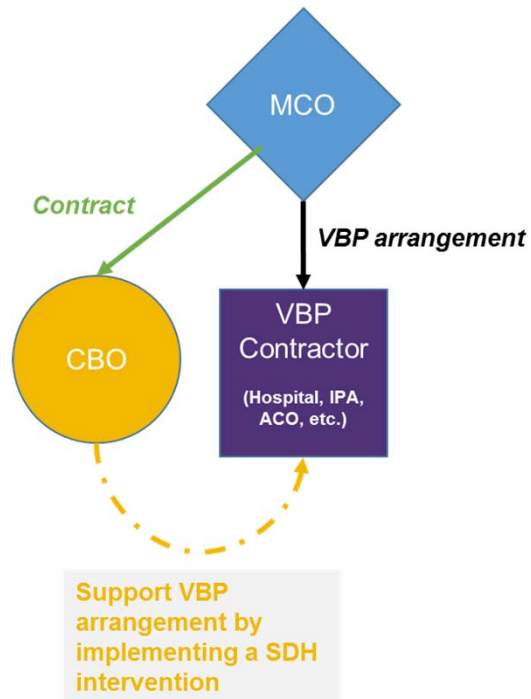 MCO
Contract
VBP arrangement
CBO
VBP
Contractor
(Hospital, IPA,
ACO, etc.)
Support VBP
arrangement by
implementing a SDH
intervention